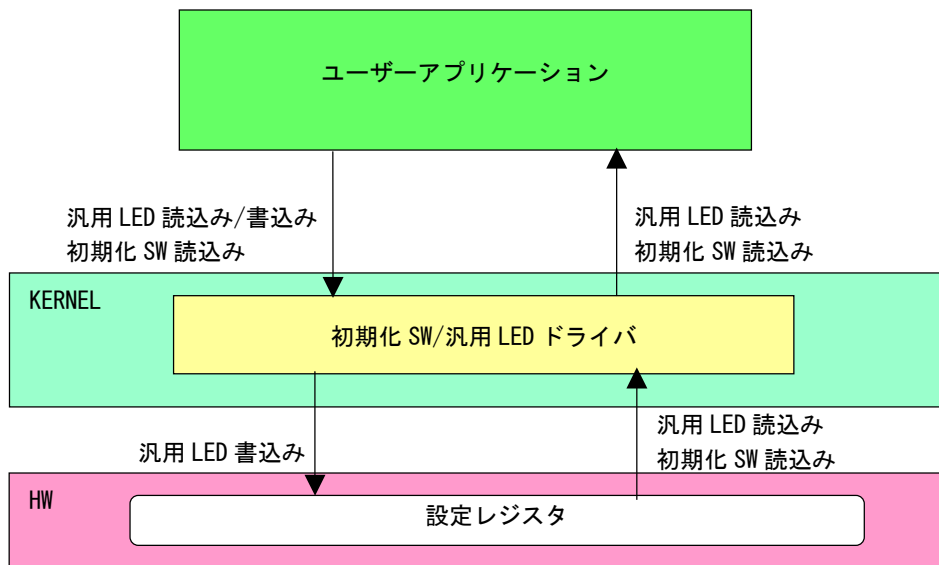 ユーザーアプリケーション
汎用 LED 読込み/書込み
初期化 SW 読込み
汎用 LED 読込み
初期化 SW 読込み
KERNEL
初期化 SW/汎用 LED ドライバ
汎用 LED 書込み
汎用 LED 読込み
初期化 SW 読込み
HW
設定レジスタ